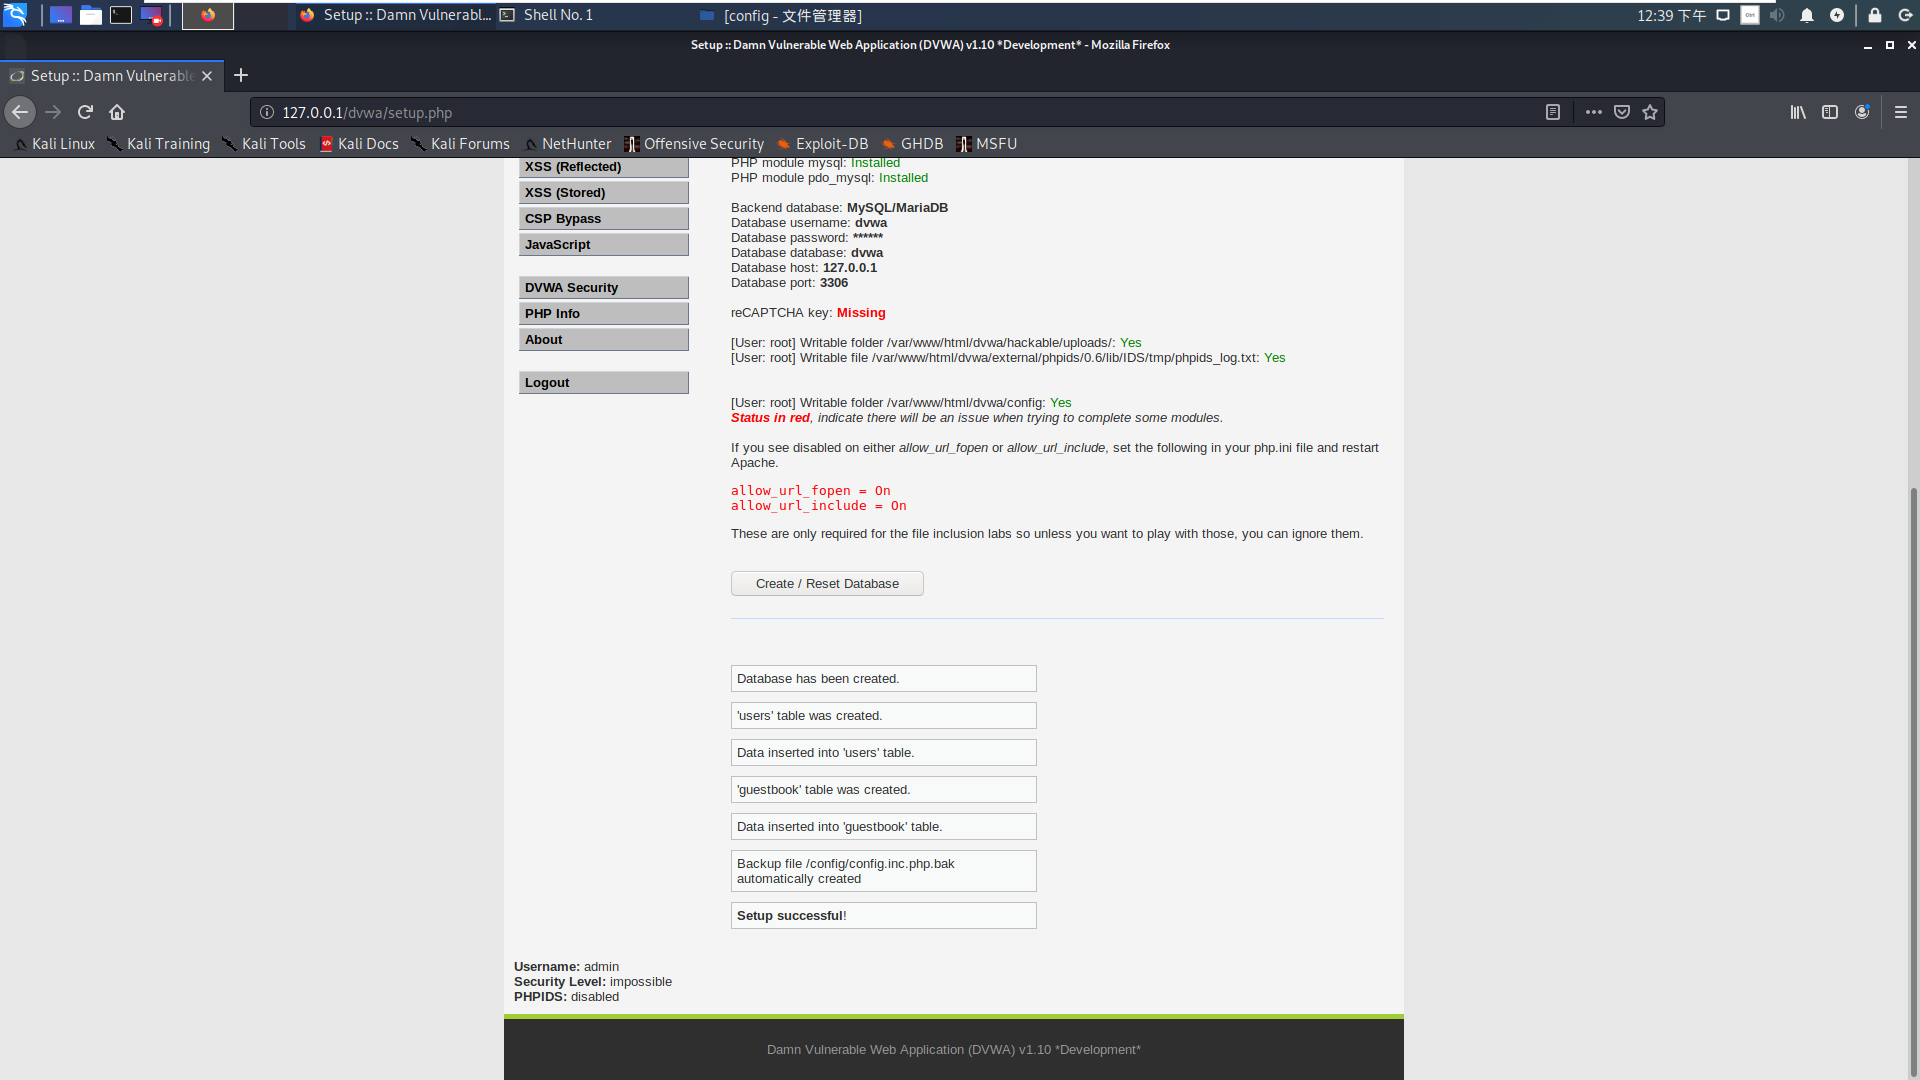 Setup :: Damn Vulnerabl...
Shell No. 1
[config - 文件管理器]
12:39 下午
Setup :: Damn Vulnerable Web Application (DVWA) v1.10 *Development* - Mozilla Firefox
Setup :: Damn Vulnerable
127.0.0.1/dvwa/setup.php
Kali Linux
Kali Training
Kali Tools
Kali Docs
Kali Forums
NetHunter
Offensive Security
Exploit-DB
GHDB
MSFU
XSS (Reflected)
XSS (Stored)
CSP Bypass
JavaScript
DVWA Security
PHP Info
About
Logout
PHP module mysql: Installed
PHP module pdo_mysql: Installed
Backend database: MySQL/MariaDB
Database username: dvwa
Database password: ******
Database database: dvwa
Database host: 127.0.0.1
Database port: 3306
reCAPTCHA key: Missing
[User: root] Writable folder /var/www/html/dvwa/hackable/uploads/: Yes
[User: root] Writable file /var/www/html/dvwa/external/phpids/0.6/lib/IDS/tmp/phpids_log.txt: Yes
[User: root] Writable folder /var/www/html/dvwa/config: Yes
Status in red, indicate there will be an issue when trying to complete some modules.
If you see disabled on either allow_url_fopen or allow_url_include, set the following in your php.ini file and restart
Apache.
allow_url_fopen = On
allow_url_include = On
These are only required for the file inclusion labs so unless you want to play with those, you can ignore them.
Create / Reset Database
Database has been created.
'users' table was created.
Data inserted into 'users' table.
'guestbook' table was created.
Data inserted into 'guestbook' table.
Backup file /config/config.inc.php.bak
automatically created
Setup successful!
Username: admin
Security Level: impossible
PHPIDS: disabled
Damn Vulnerable Web Application (DVWA) v1.10 *Development*